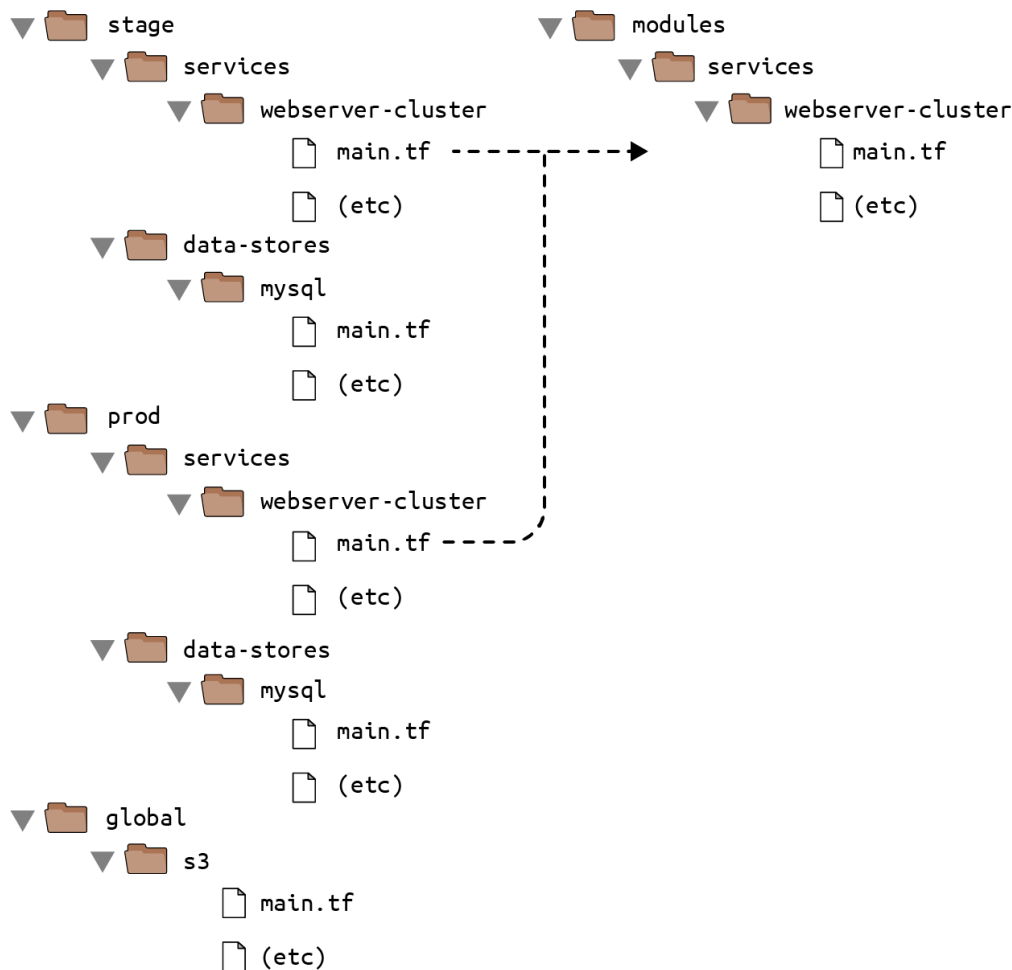 stage
services
webserver-cluster
main.tf
(etc)
data-stores
mysql
main.tf
(etc)
prod
services
webserver-cluster
main.tf
(etc)
data-stores
mysql
main.tf
(etc)
global
s3
main.tf
(etc)
modules
services
webserver-cluster
main.tf
(etc)